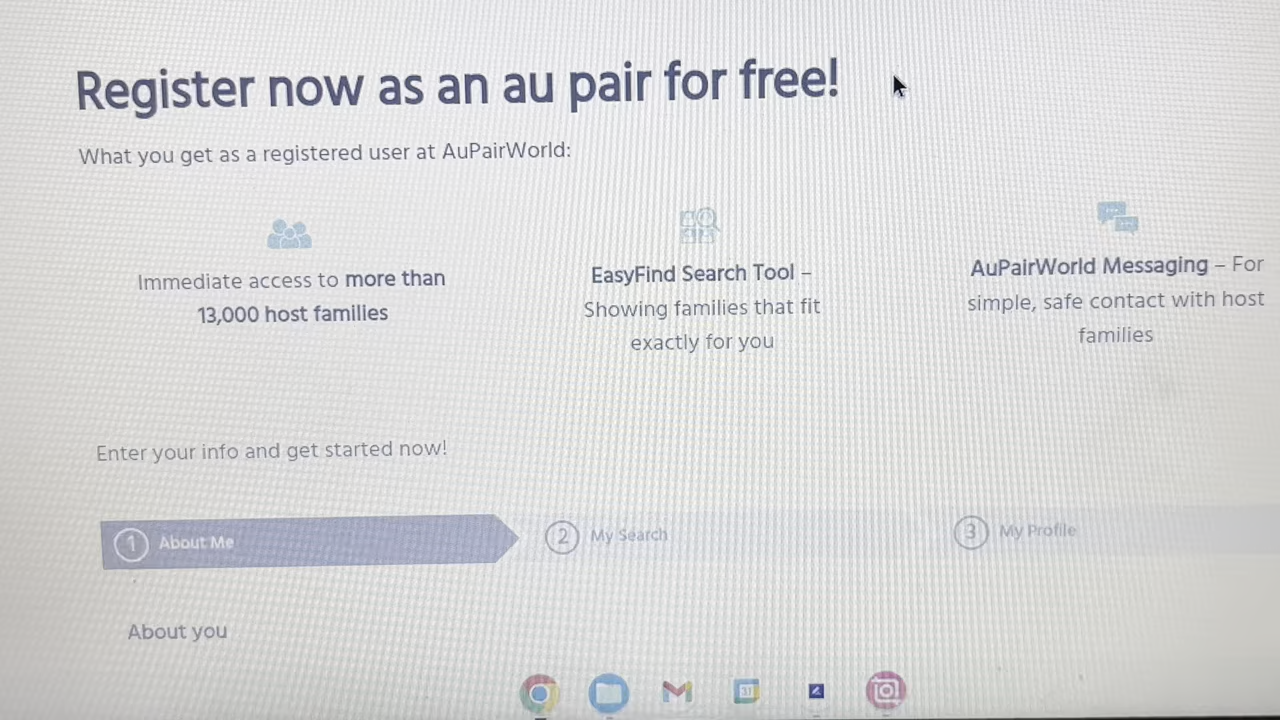 Register now as an au pair for free!
What you get as a registered user at AuPairWorld:
Immediate access to more than
13,000 host families
EasyFind Search Tool –
Showing families that fit
exactly for you
AuPairWorld Messaging – For
simple, safe contact with host
families
Enter your info and get started now!
1 About Me
2 My Search
3 My Profile
About you
31